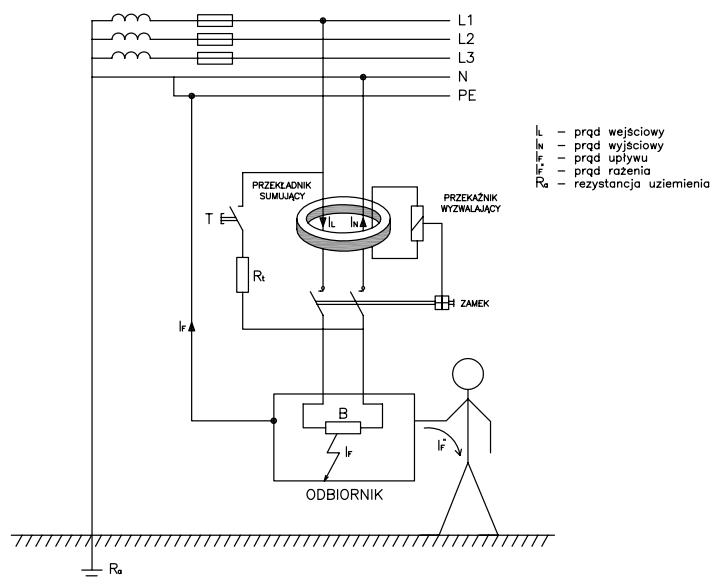 L1
L2
L3
N
PE
IL – prąd wejściowy
IN – prąd wyjściowy
IF – prąd upływu
IF" – prąd rażenia
Ra – rezystancja uziemienia
PRZEKŁADNIK
SUMUJĄCY
PRZEKAŹNIK
WYZWALAJĄCY
T
IL
IN
Rt
ZAMEK
IF
B
IF
IF"
ODBIORNIK
Ra